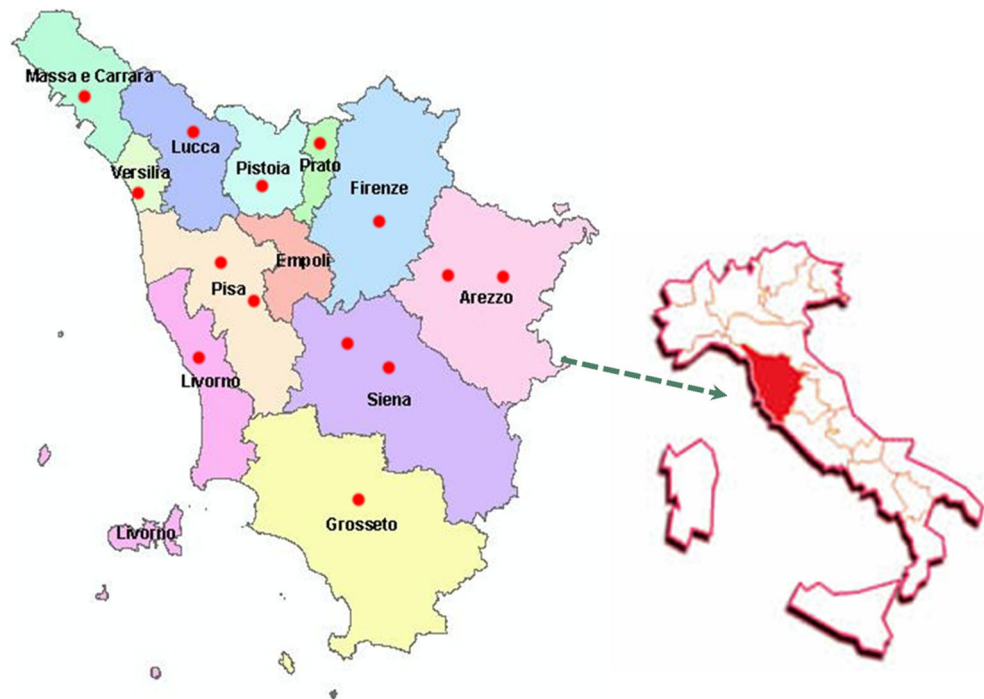 Massa e Carrara
Lucca
Versilia
Pistoia
Prato
Firenze
Empoli
Pisa
Arezzo
Livorno
Siena
Grosseto
Livorno